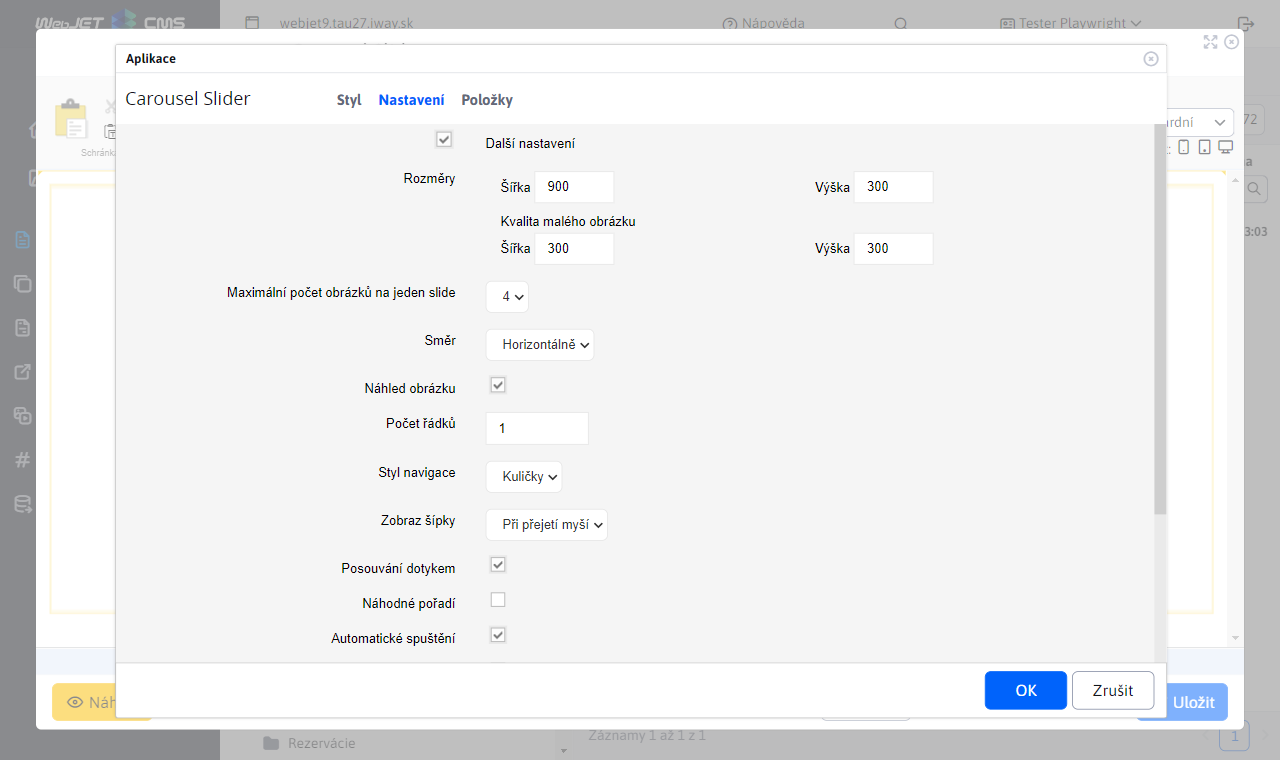 WebJET CMS
webjet9.tau27.iway.sk
Nápověda
Tester Playwright
Aplikace
Carousel Slider
Styl
Nastavení
Položky
rdní
72
Schránka
Další nastavení
Rozměry
Šířka 900
Výška 300
Kvalita malého obrázku
Šířka 300
Výška 300
3:03
Maximální počet obrázků na jeden slide
4
Směr
Horizontálně
Náhled obrázku
Počet řádků
1
Styl navigace
Kuličky
Zobraz šípky
Při přejetí myší
Posouvání dotykem
Náhodné pořadí
Automatické spuštění
OK
Zrušit
Náh
Uložit
Rezervácie
Záznamy 1 až 1 z 1
1